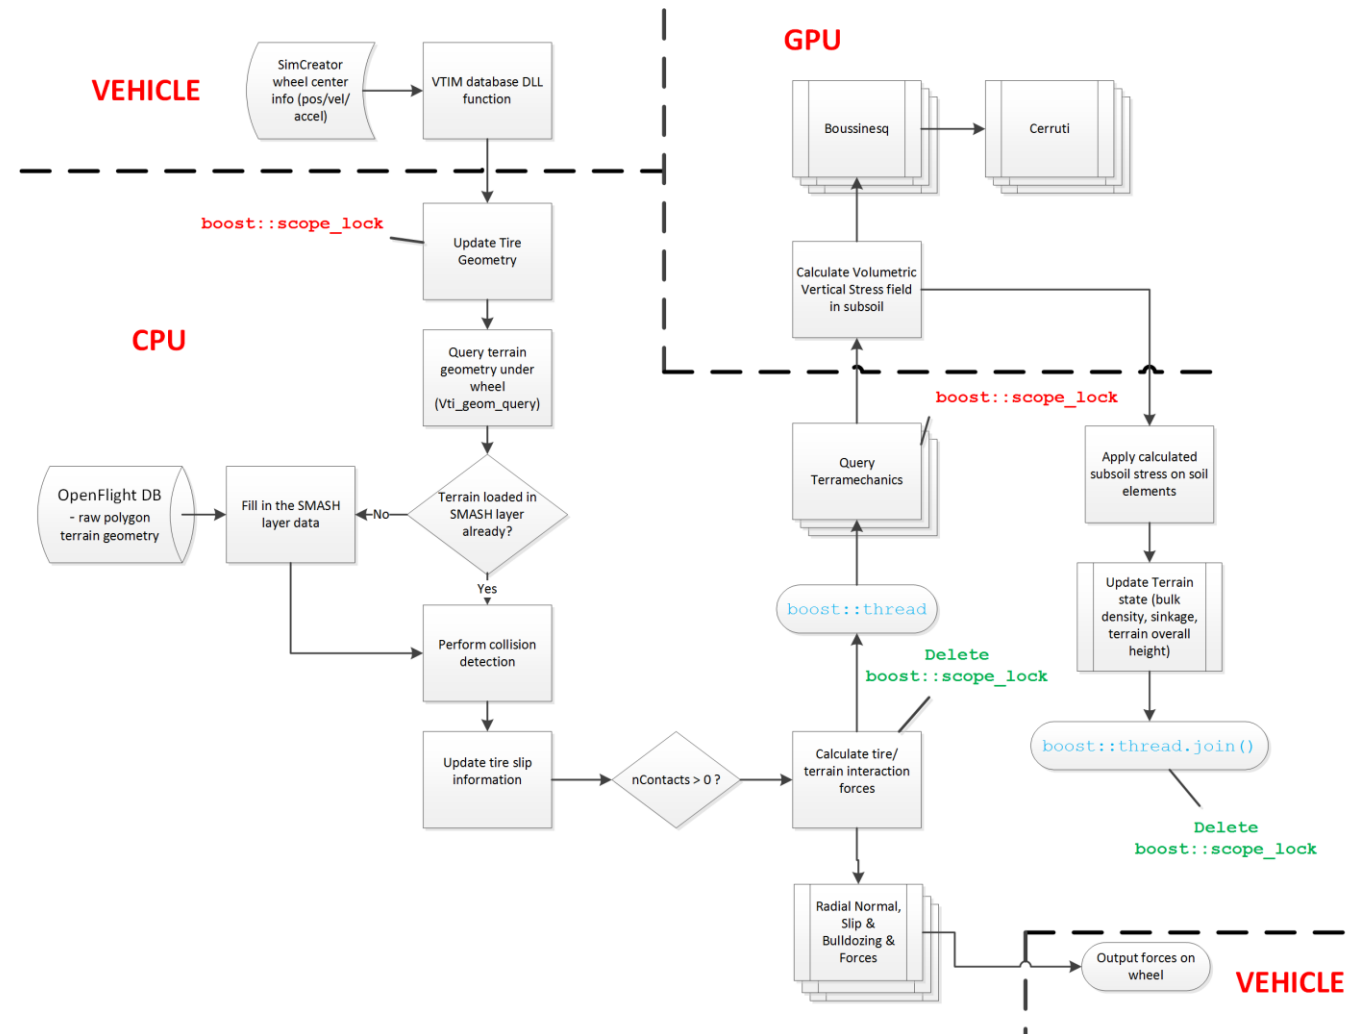 GPU
VEHICLE
SimCreator
wheel center
info (pos/vel/
accel)
VTIM database DLL
function
Boussinesq
Cerruti
boost::scope_lock
Update Tire
Geometry
Calculate Volumetric
Vertical Stress field
in subsoil
CPU
Query terrain
geometry under
wheel
(Vti_geom_query)
boost::scope_lock
Query
Terramechanics
Apply calculated
subsoil stress on soil
elements
OpenFlight DB
- raw polygon
terrain geometry
Fill in the SMASH
layer data
No
Terrain loaded in
SMASH layer
already?
Yes
boost::thread
Update Terrain
state (bulk
density, sinkage,
terrain overall
height)
Perform collision
detection
Delete
boost::scope_lock
Update tire slip
information
nContacts > 0 ?
Calculate tire/
terrain interaction
forces
boost::thread.join()
Delete
boost::scope_lock
Radial Normal,
Slip &
Bulldozing &
Forces
Output forces on
wheel
VEHICLE